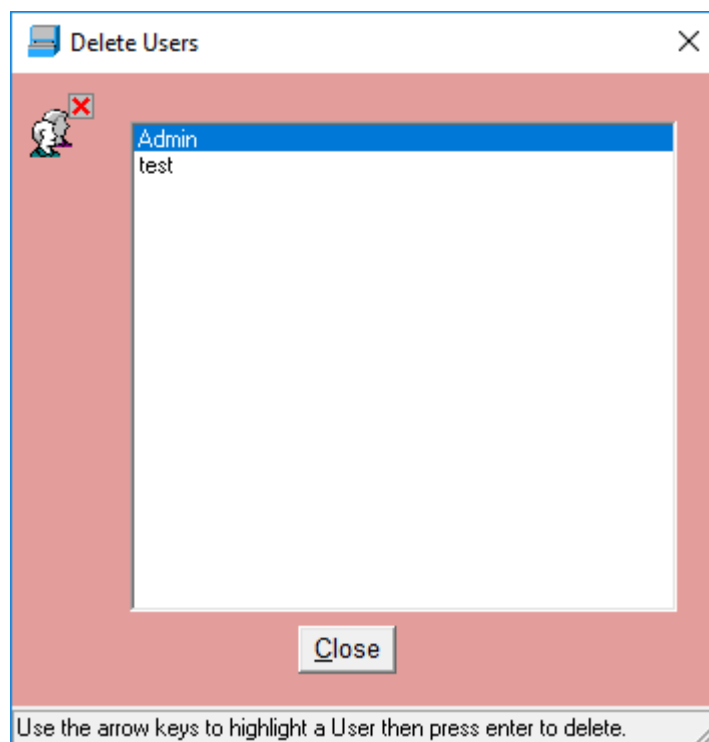 Delete Users
Admin
test
Close
Use the arrow keys to highlight a User then press enter to delete.